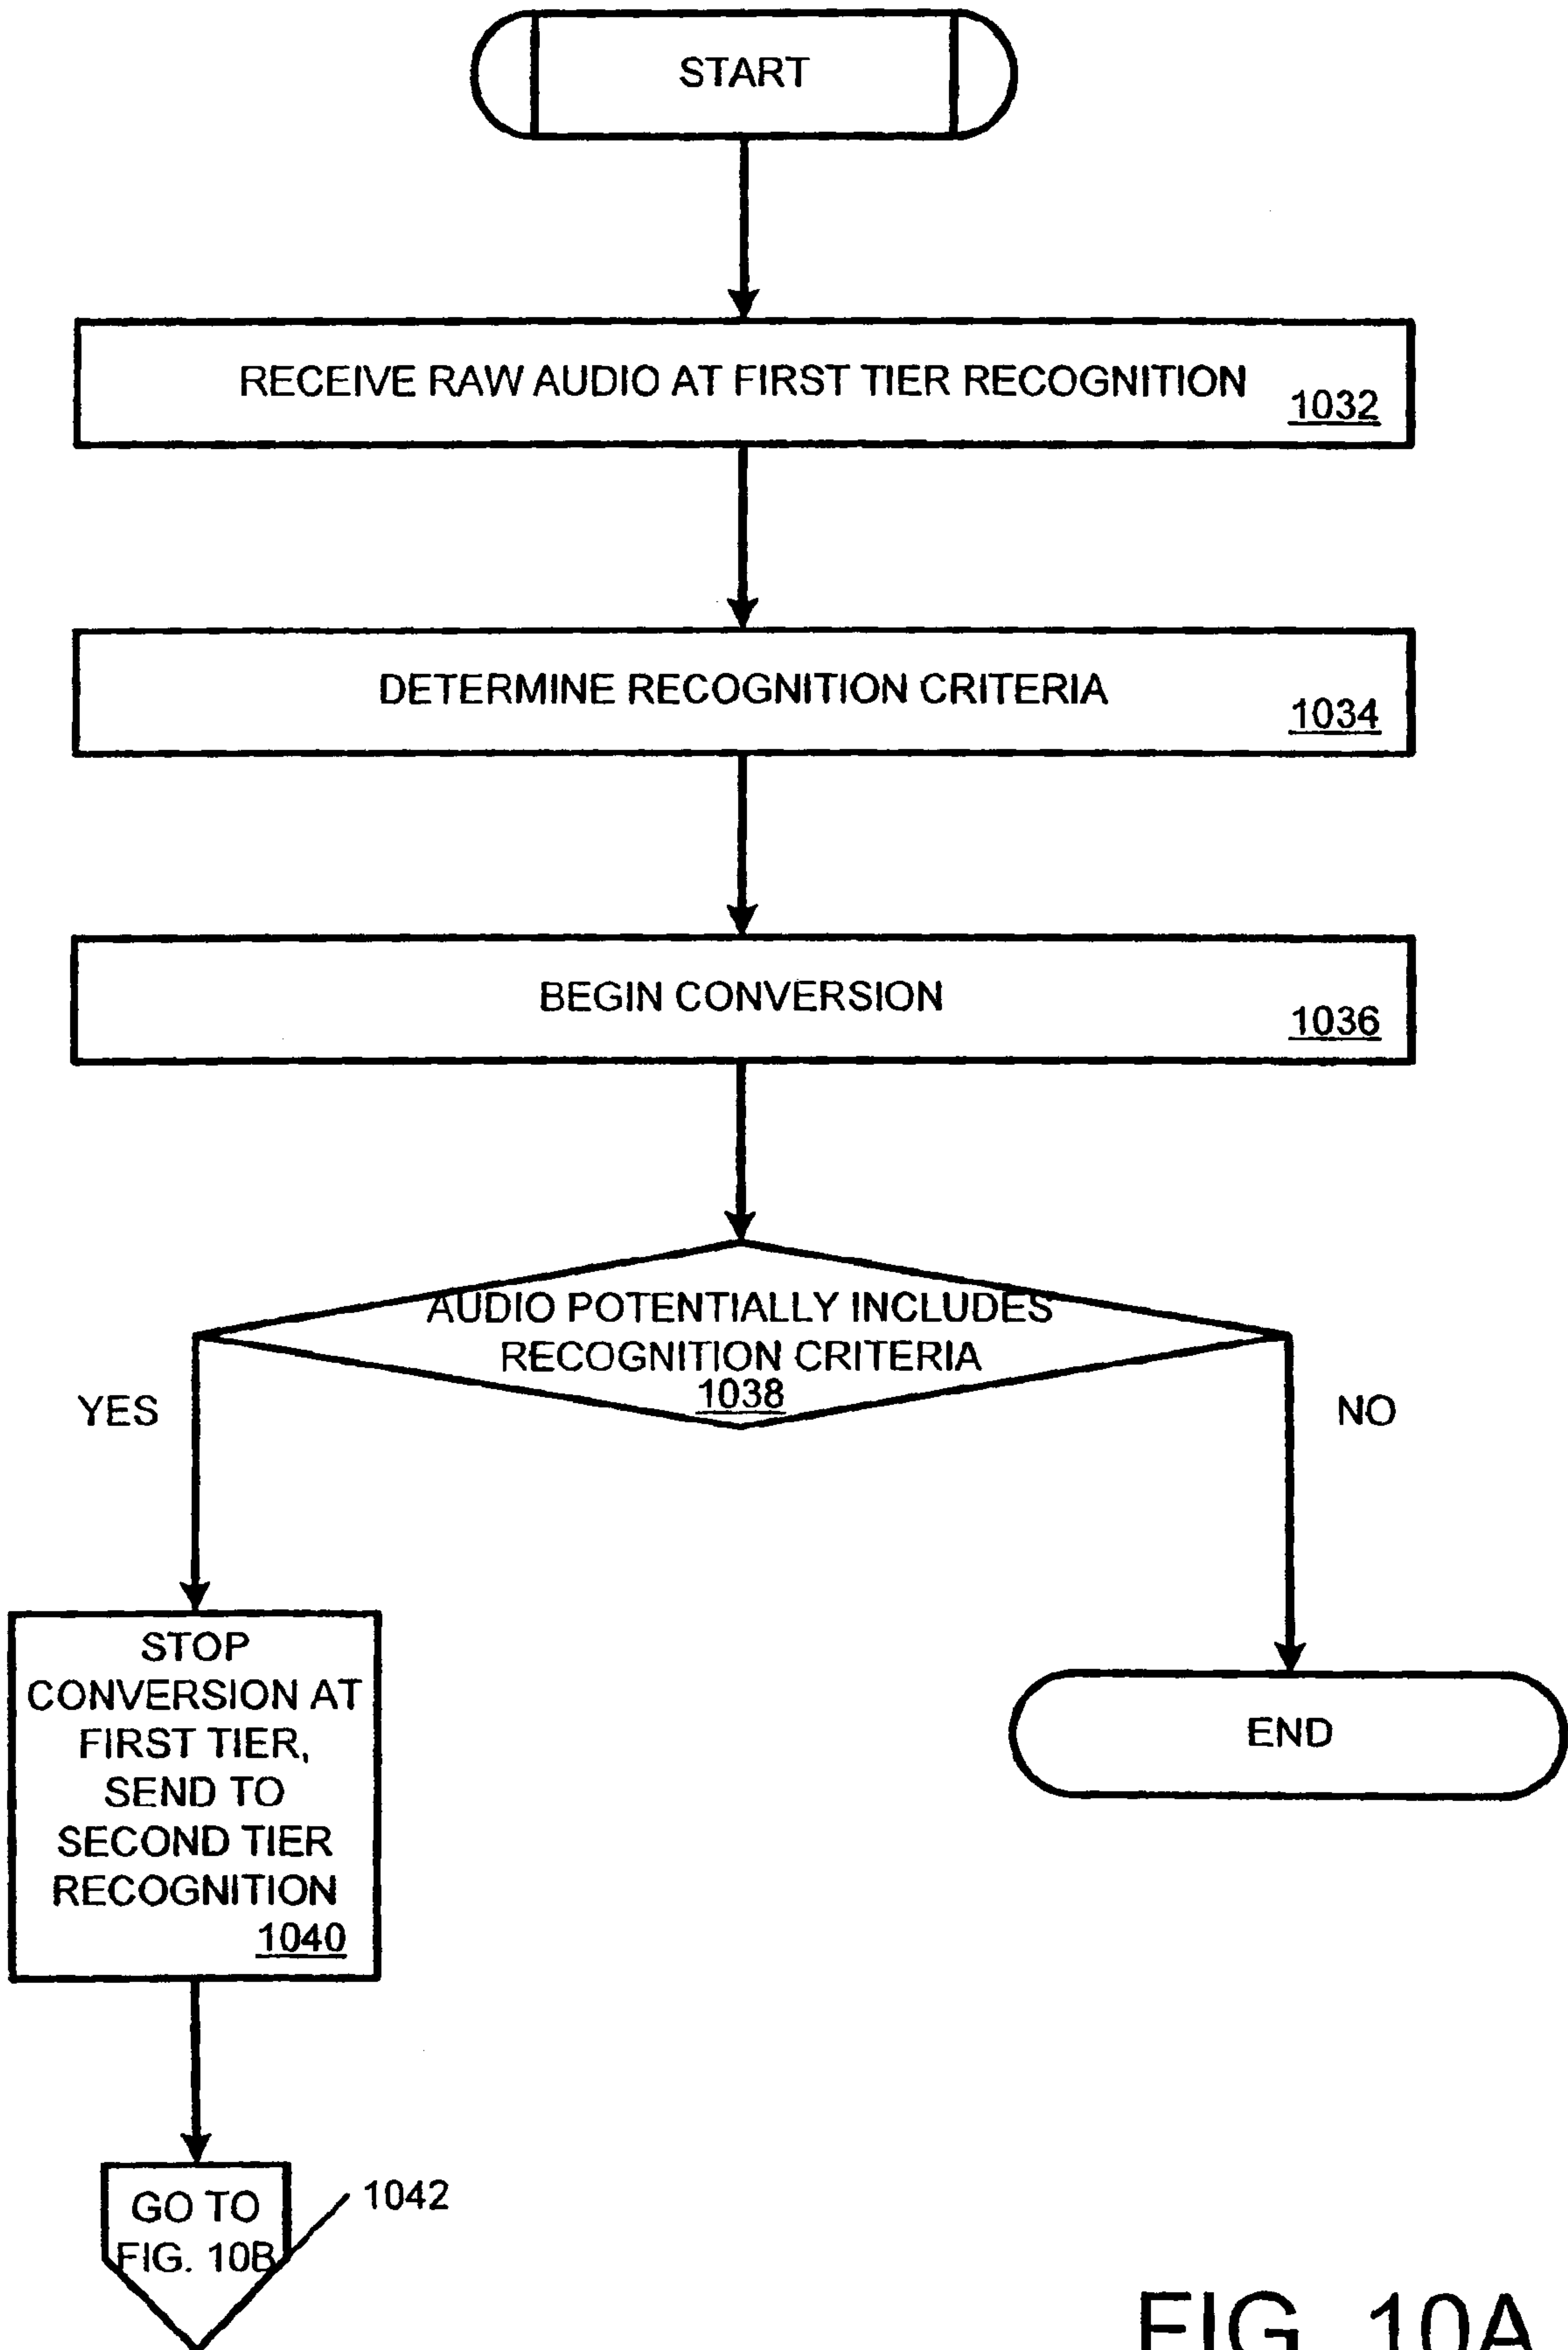 START
RECEIVE RAW AUDIO AT FIRST TIER RECOGNITION
1032
DETERMINE RECOGNITION CRITERIA
1034
BEGIN CONVERSION
1036
AUDIO POTENTIALLY INCLUDES
RECOGNITION CRITERIA
1038
YES
NO
STOP
CONVERSION AT
FIRST TIER,
SEND TO
SECOND TIER
RECOGNITION
1040
END
GO TO
FIG. 10B
1042
FIG. 10A